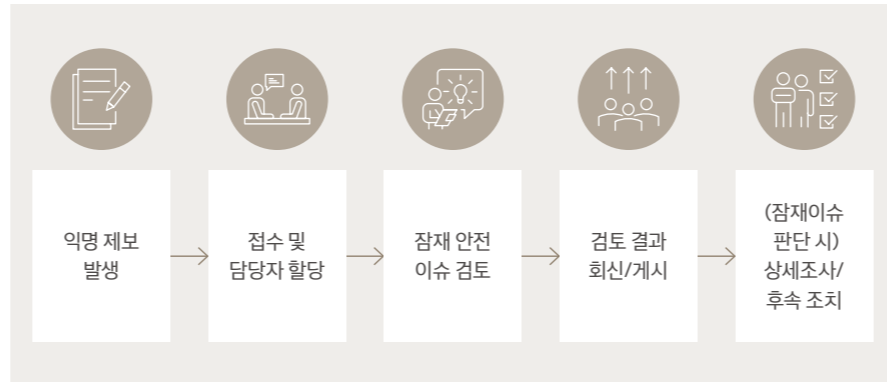 익명 제보
발생
접수 및
담당자 할당
잠재 안전
이슈 검토
검토 결과
회신/게시
(잠재이슈
판단 시)
상세조사/
후속 조치